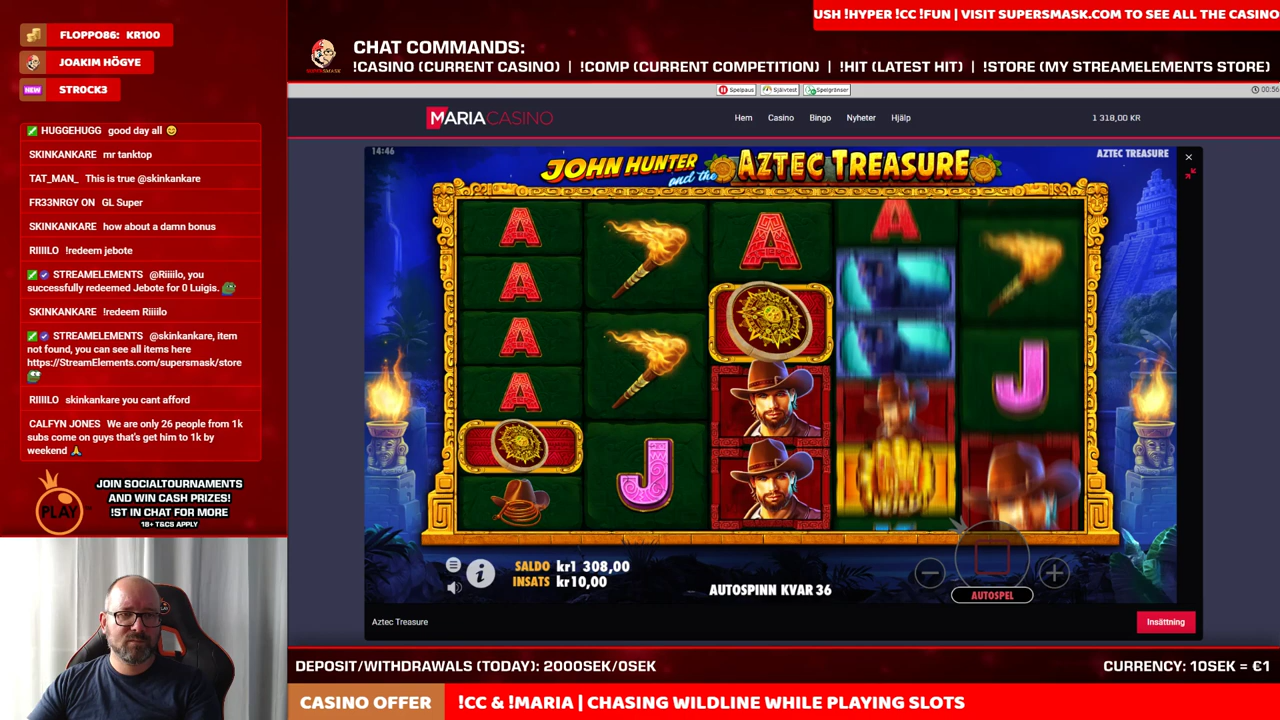 FLOPPO86: KR100
JOAKIM HÖGYE
NEW STR0CK3
HUGGEHUGG good day all
SKINKANKARE mr tanktop
TAT_MAN_ This is true @skinkankare
FR33NRGY ON GL Super
SKINKANKARE how about a damn bonus
RIIIILO !redeem jebote
STREAMELEMENTS @Riiiilo, you
successfully redeemed Jebote for 0 Luigis.
SKINKANKARE !redeem Riiiilo
STREAMELEMENTS @skinkankare, item
not found, you can see all items here
https://StreamElements.com/supersmask/store
RIIIILO skinkankare you cant afford
CALFYN JONES We are only 26 people from 1k
subs come on guys that's get him to 1k by
weekend
PLAY
JOIN SOCIALTOURNAMENTS
AND WIN CASH PRIZES!
!ST IN CHAT FOR MORE
18+ T&CS APPLY
USH !HYPER !CC !FUN | VISIT SUPERSMASK.COM TO SEE ALL THE CASINO
SUPERSMASK
CHAT COMMANDS:
!CASINO (CURRENT CASINO) | !COMP (CURRENT COMPETITION) | !HIT (LATEST HIT) | !STORE (MY STREAMELEMENTS STORE)
Spelpaus Självtest Spelgränser
00:56
MARIACASINO
Hem Casino Bingo Nyheter Hjälp
1 318,00 KR
14:46
JOHN HUNTER and the AZTEC TREASURE
AZTEC TREASURE
A
A
A
A
J
A
A
J
SALDO kr1 308,00
INSATS kr10,00
AUTOSPINN KVAR 36
AUTOSPEL
Aztec Treasure
Insättning
DEPOSIT/WITHDRAWALS (TODAY): 2000SEK/0SEK
CURRENCY: 10SEK = €1
CASINO OFFER
!CC & !MARIA | CHASING WILDLINE WHILE PLAYING SLOTS